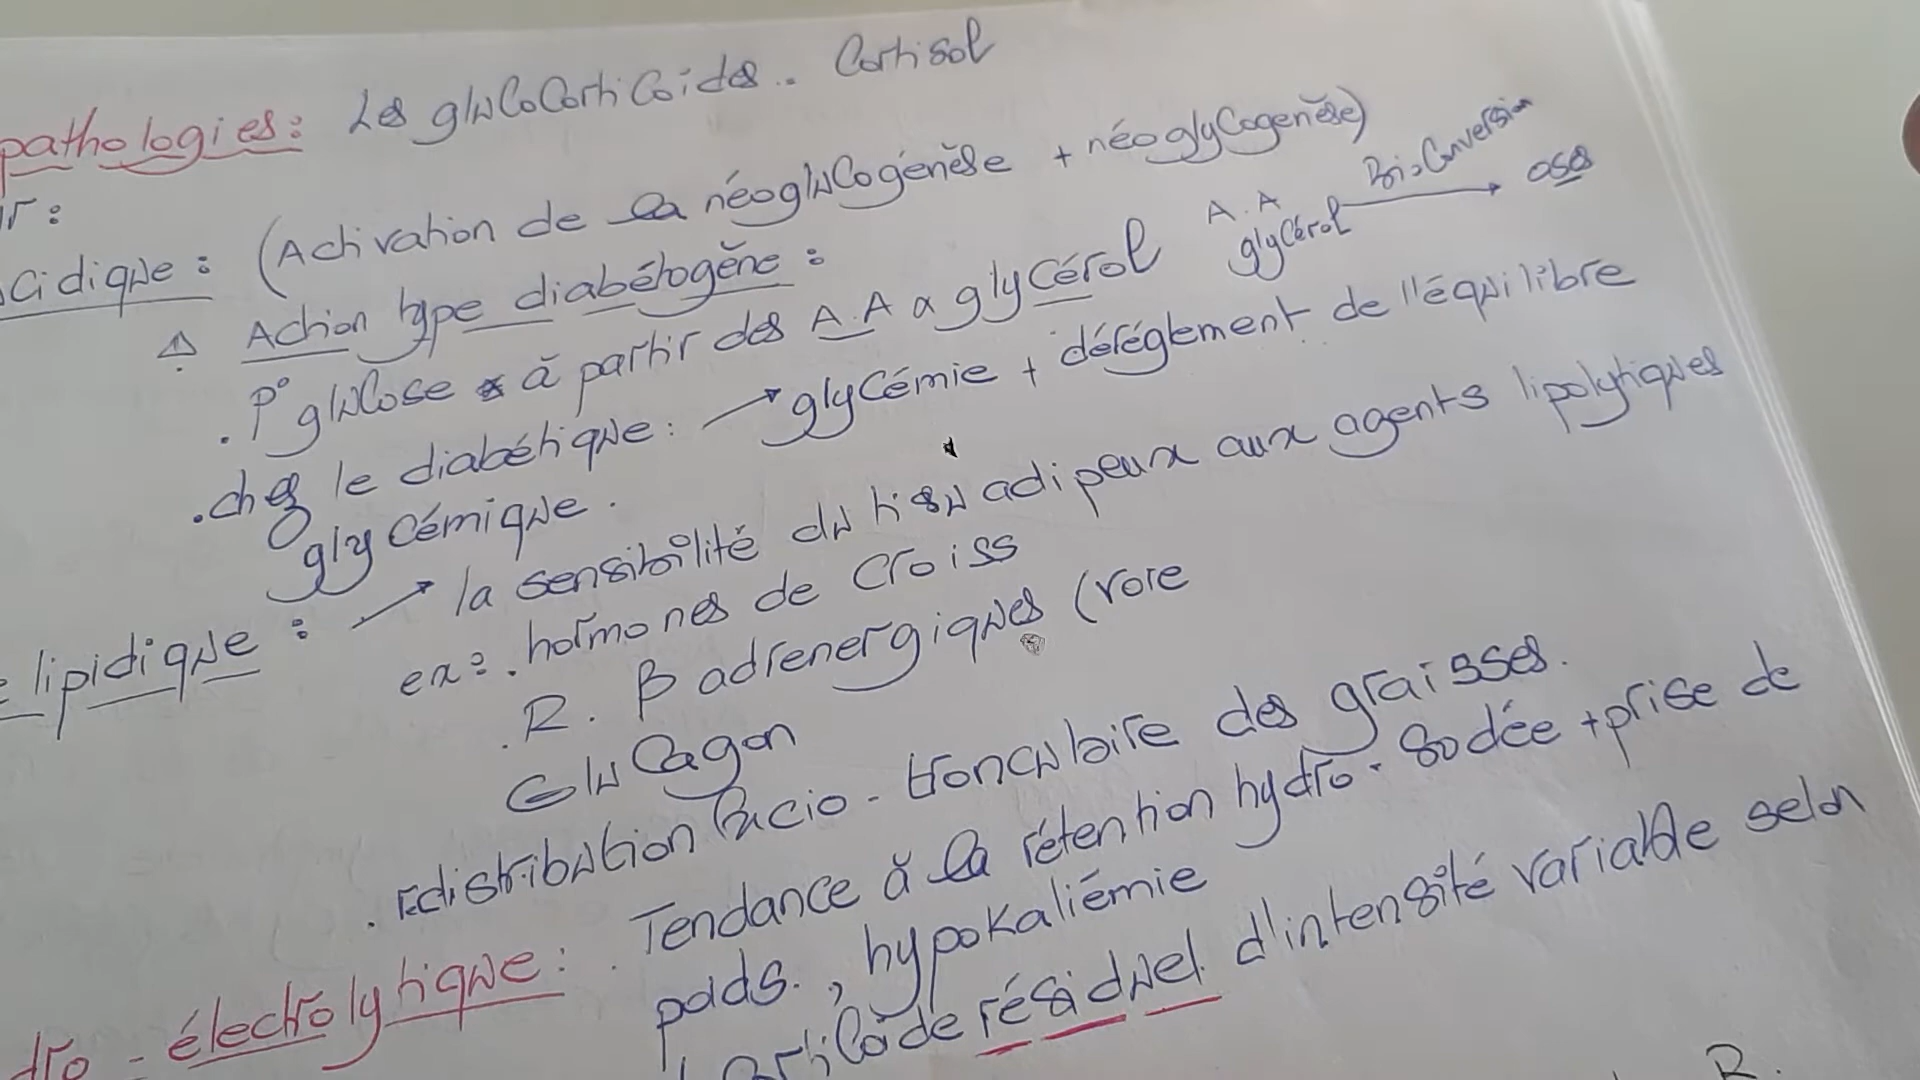 pathologies: Les glucocorticoïdes.. Cortisol
r:
cidique: (Activation de la néoglucogénèse + néoglycogenèse)
⚠ Action type diabétogène:
A.A glycérol Bio Conversion → oses
. P° glucose à partir des A.A α glycérol
. chez le diabétique: ↗ glycémie + déréglement de l'équilibre
glycémique.
lipidique: ↗ la sensibilité du tissu adipeux aux agents lipolytiques
ex: . hormones de Croiss
. R. β adrenergiques (voie
Glucagon
. Redistribution facio-tronculaire des graisses.
dro-électrolytique: . Tendance à la rétention hydro-sodée + prise de
poids., hypokaliémie
résiduel d'intensité variable selon
R.